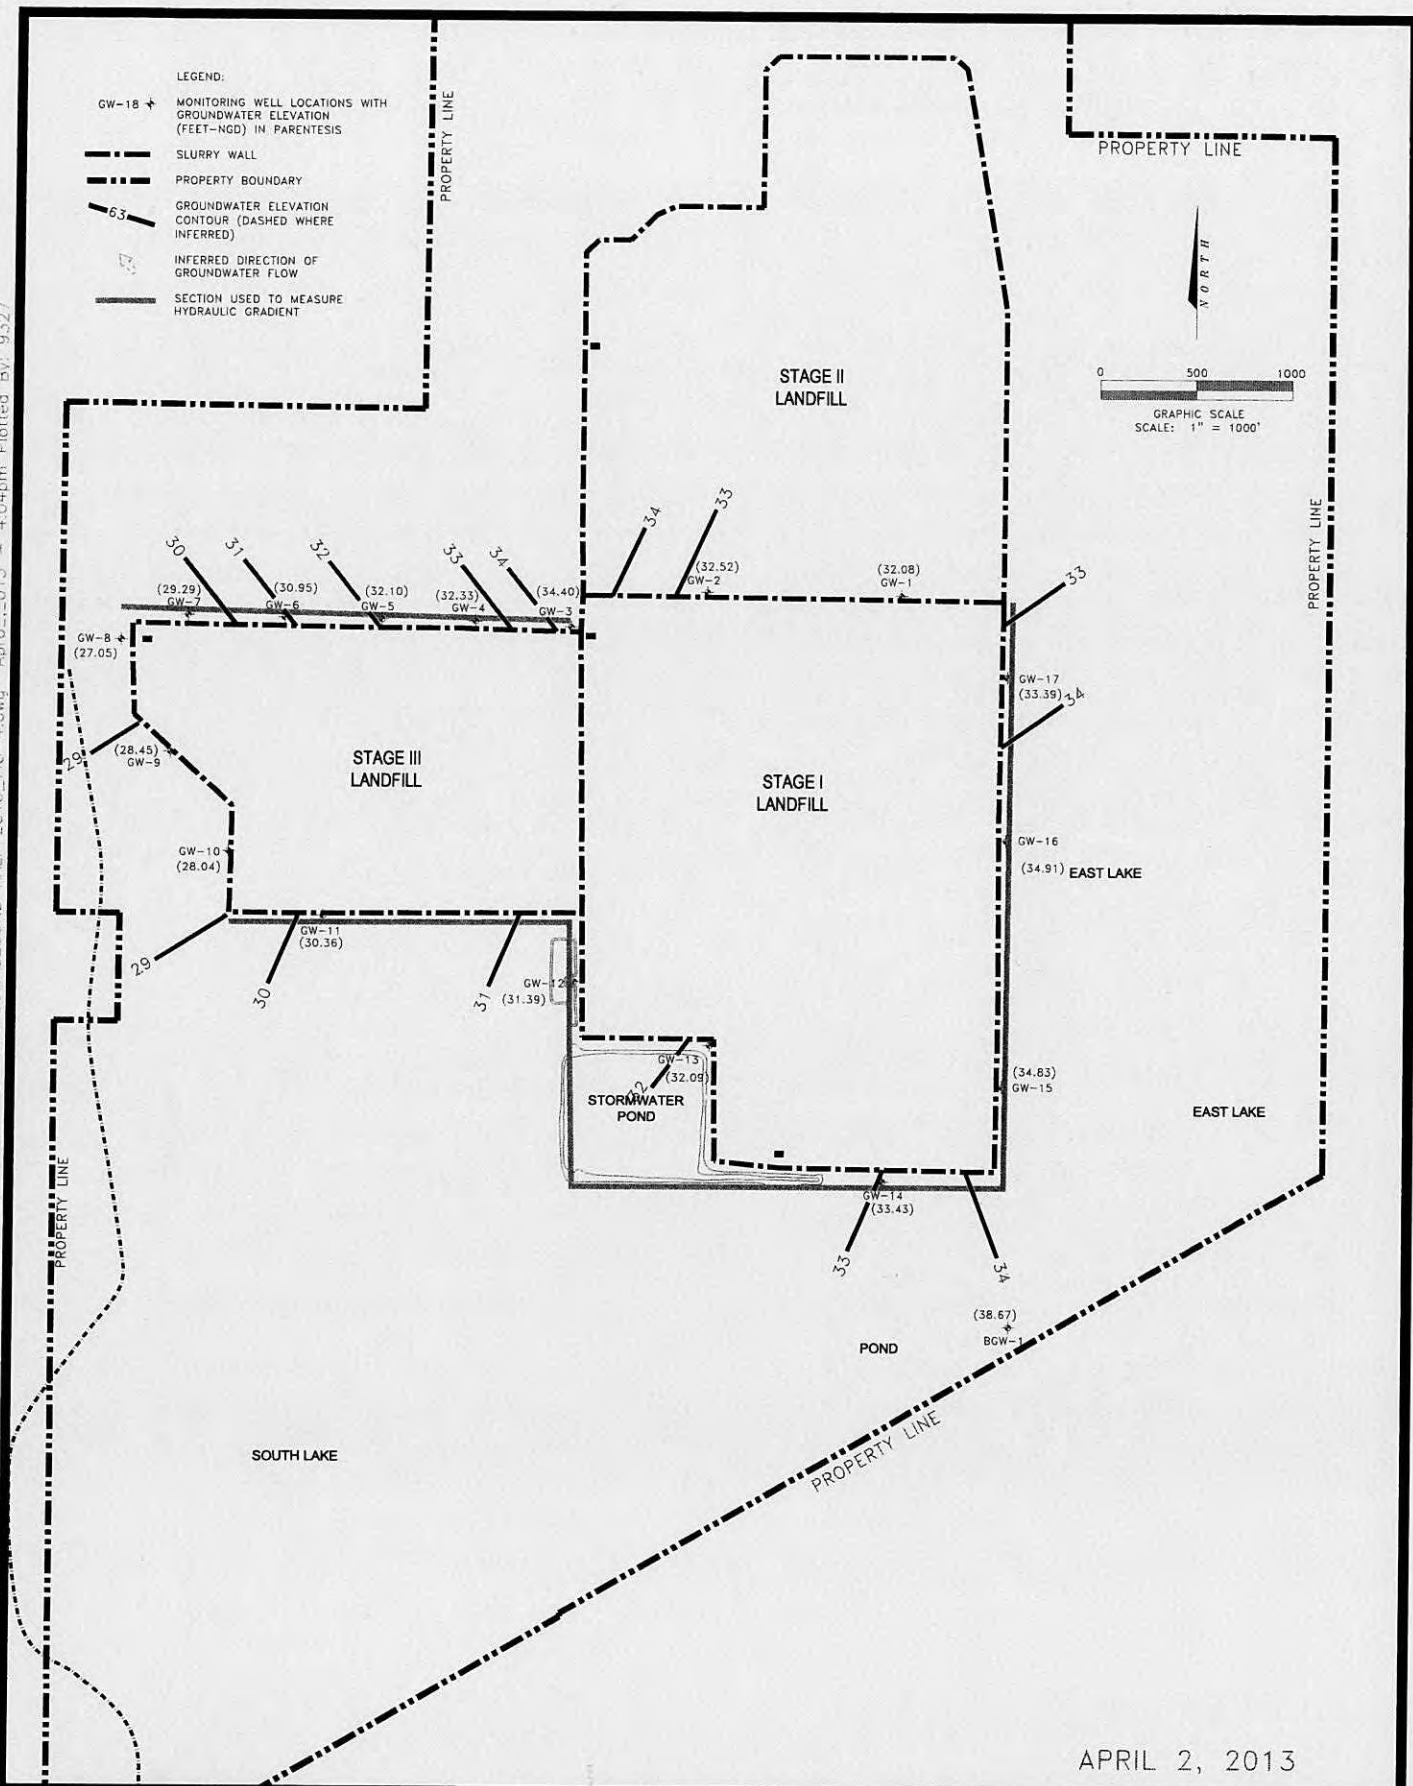 LEGEND:
GW-18
MONITORING WELL LOCATIONS WITH
GROUNDWATER ELEVATION
(FEET-NGD) IN PARENTESIS
SLURRY WALL
PROPERTY BOUNDARY
63
GROUNDWATER ELEVATION
CONTOUR (DASHED WHERE
INFERRED)
INFERRED DIRECTION OF
GROUNDWATER FLOW
SECTION USED TO MEASURE
HYDRAULIC GRADIENT
PROPERTY LINE
PROPERTY LINE
NORTH
0 500 1000
GRAPHIC SCALE
SCALE: 1" = 1000'
STAGE II
LANDFILL
PROPERTY LINE
30
31
32
33
34
34
33
(29.29)
GW-7
(30.95)
GW-6
(32.10)
GW-5
(32.33)
GW-4
(34.40)
GW-3
(32.52)
GW-2
(32.08)
GW-1
33
GW-8
(27.05)
GW-17
(33.39)
34
29
(28.45)
GW-9
STAGE III
LANDFILL
STAGE I
LANDFILL
GW-10
(28.04)
GW-16
(34.91)
EAST LAKE
29
30
GW-11
(30.36)
31
GW-12
(31.39)
GW-13
(32.09)
32
STORMWATER
POND
(34.83)
GW-15
EAST LAKE
PROPERTY LINE
GW-14
(33.43)
33
34
(38.67)
BGW-1
POND
PROPERTY LINE
SOUTH LAKE
APRIL 2, 2013
4:04pm Plotted By: 9327